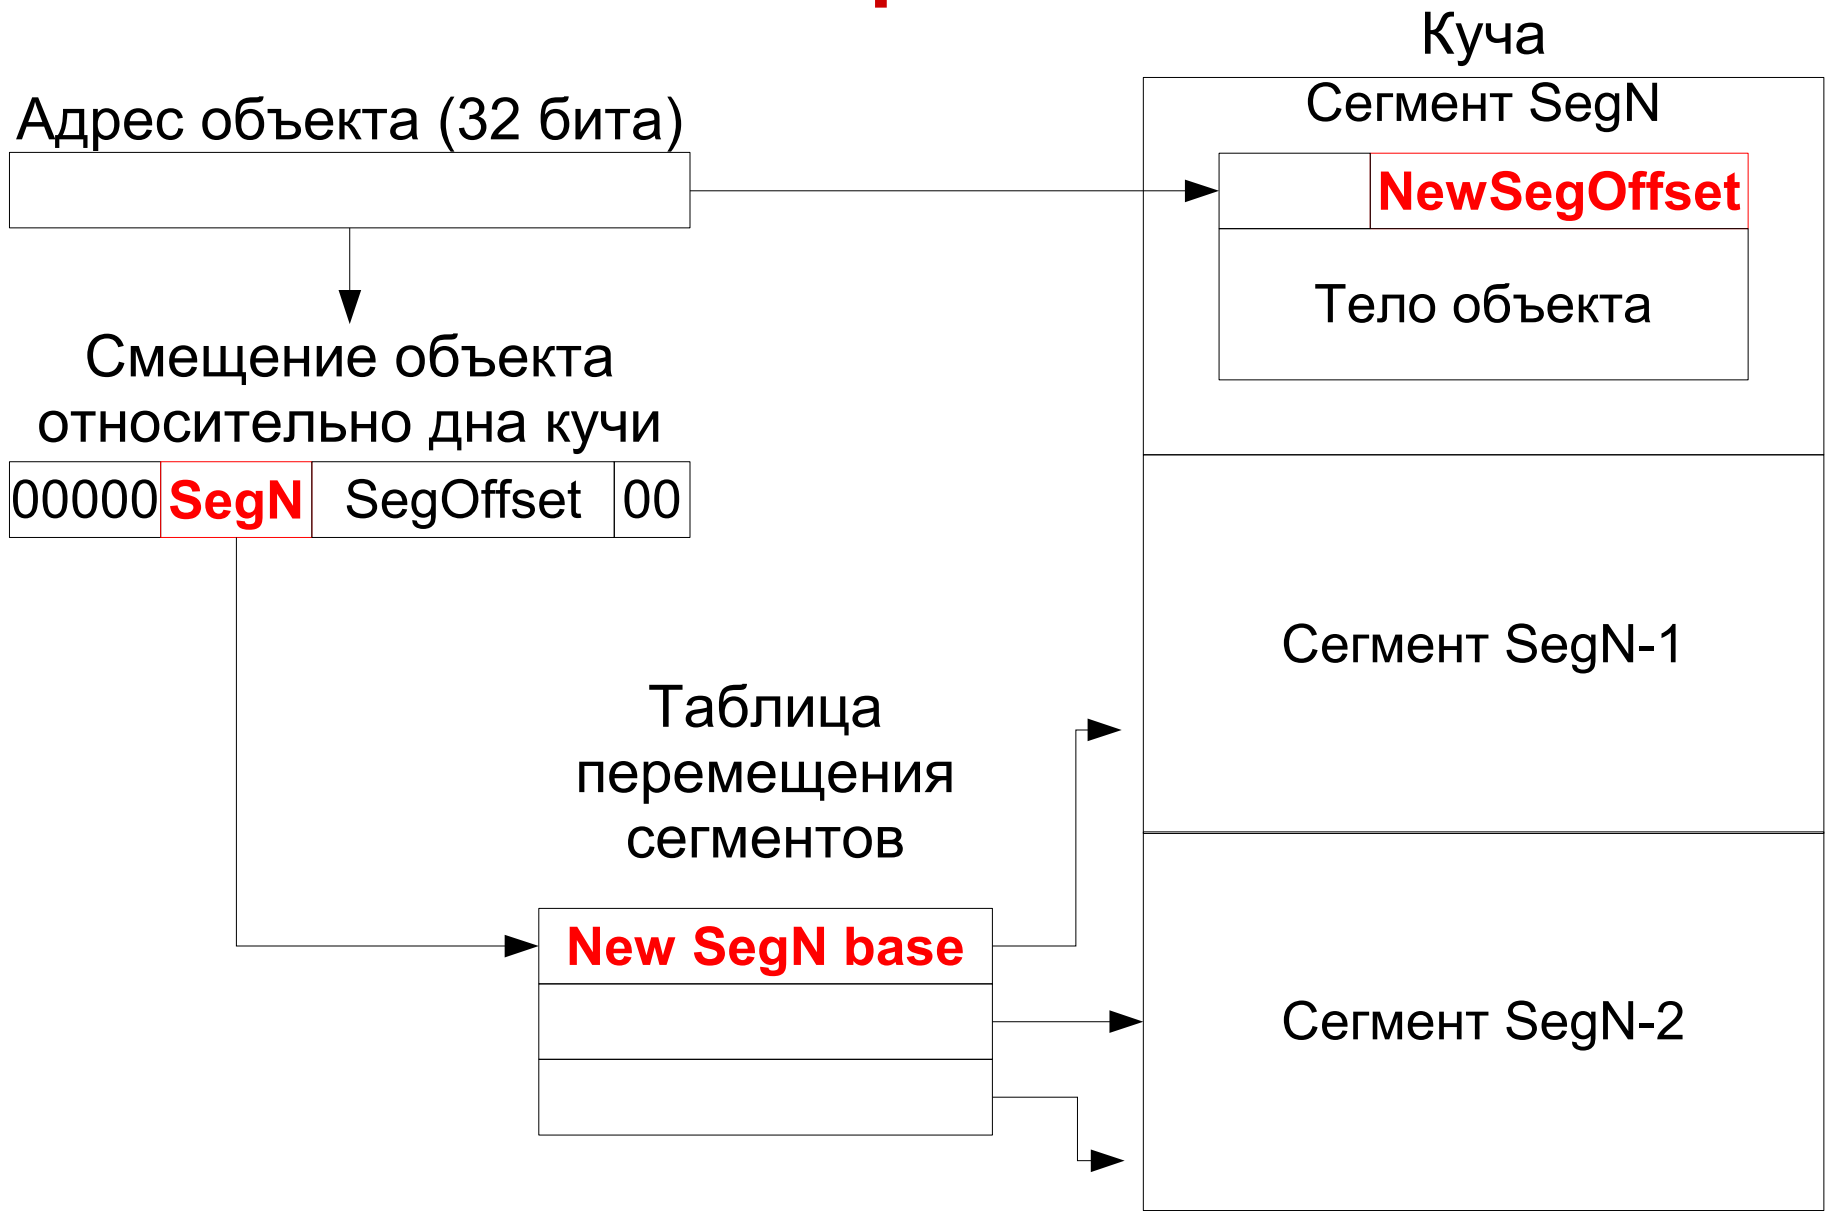 Куча
Адрес объекта (32 бита)
Сегмент SegN
NewSegOffset
Тело объекта
Смещение объекта
относительно дна кучи
00000 SegN SegOffset 00
Сегмент SegN-1
Таблица
перемещения
сегментов
New SegN base
Сегмент SegN-2